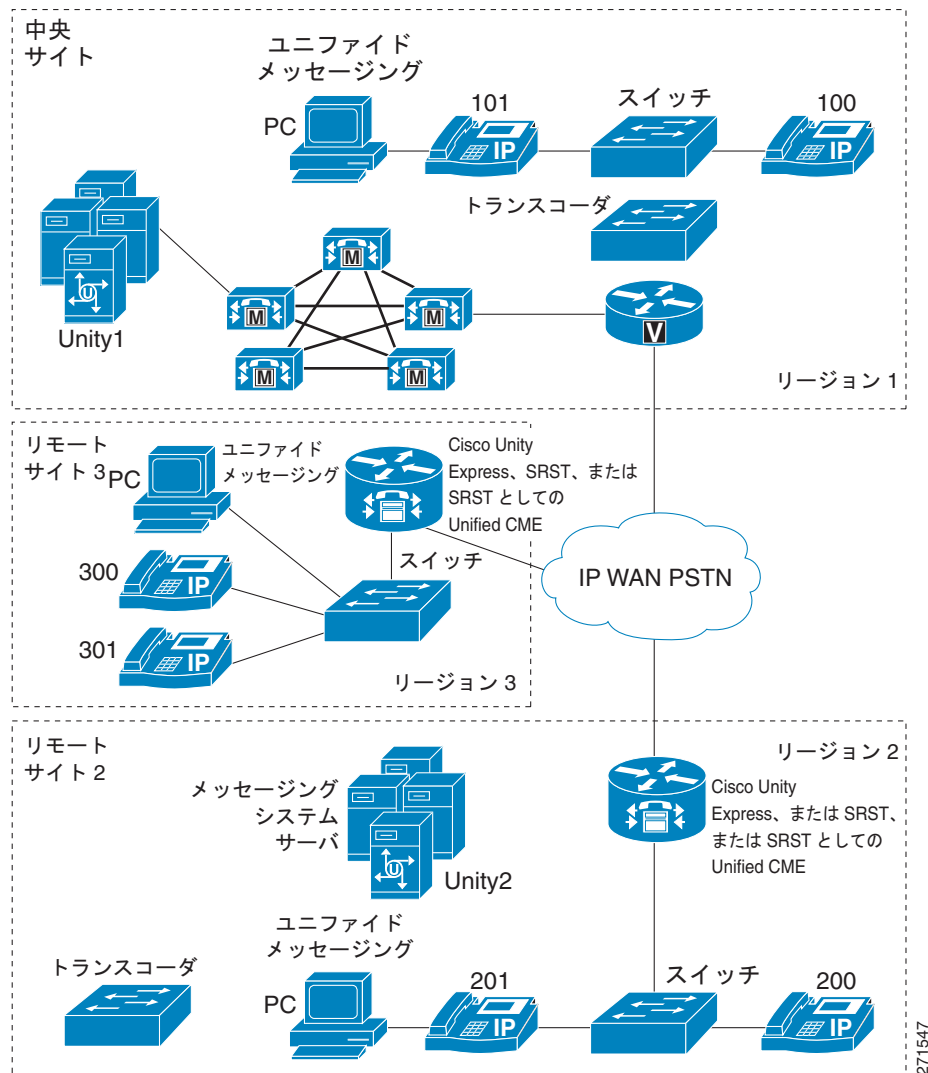 中央
サイト
ユニファイド
メッセージング
PC
101
IP
スイッチ
100
IP
トランスコーダ
U
Unity1
M
M
M
M
M
V
リージョン 1
リモート
サイト 3
PC
ユニファイド
メッセージング
Cisco Unity
Express、SRST、または
SRST としての
Unified CME
スイッチ
300
IP
301
IP
リージョン 3
IP WAN PSTN
リモート
サイト 2
リージョン 2
メッセージング
システム
サーバ
U
Unity2
Cisco Unity
Express、または SRST、
または SRST としての
Unified CME
トランスコーダ
ユニファイド
メッセージング
PC
201
IP
スイッチ
200
IP
271547